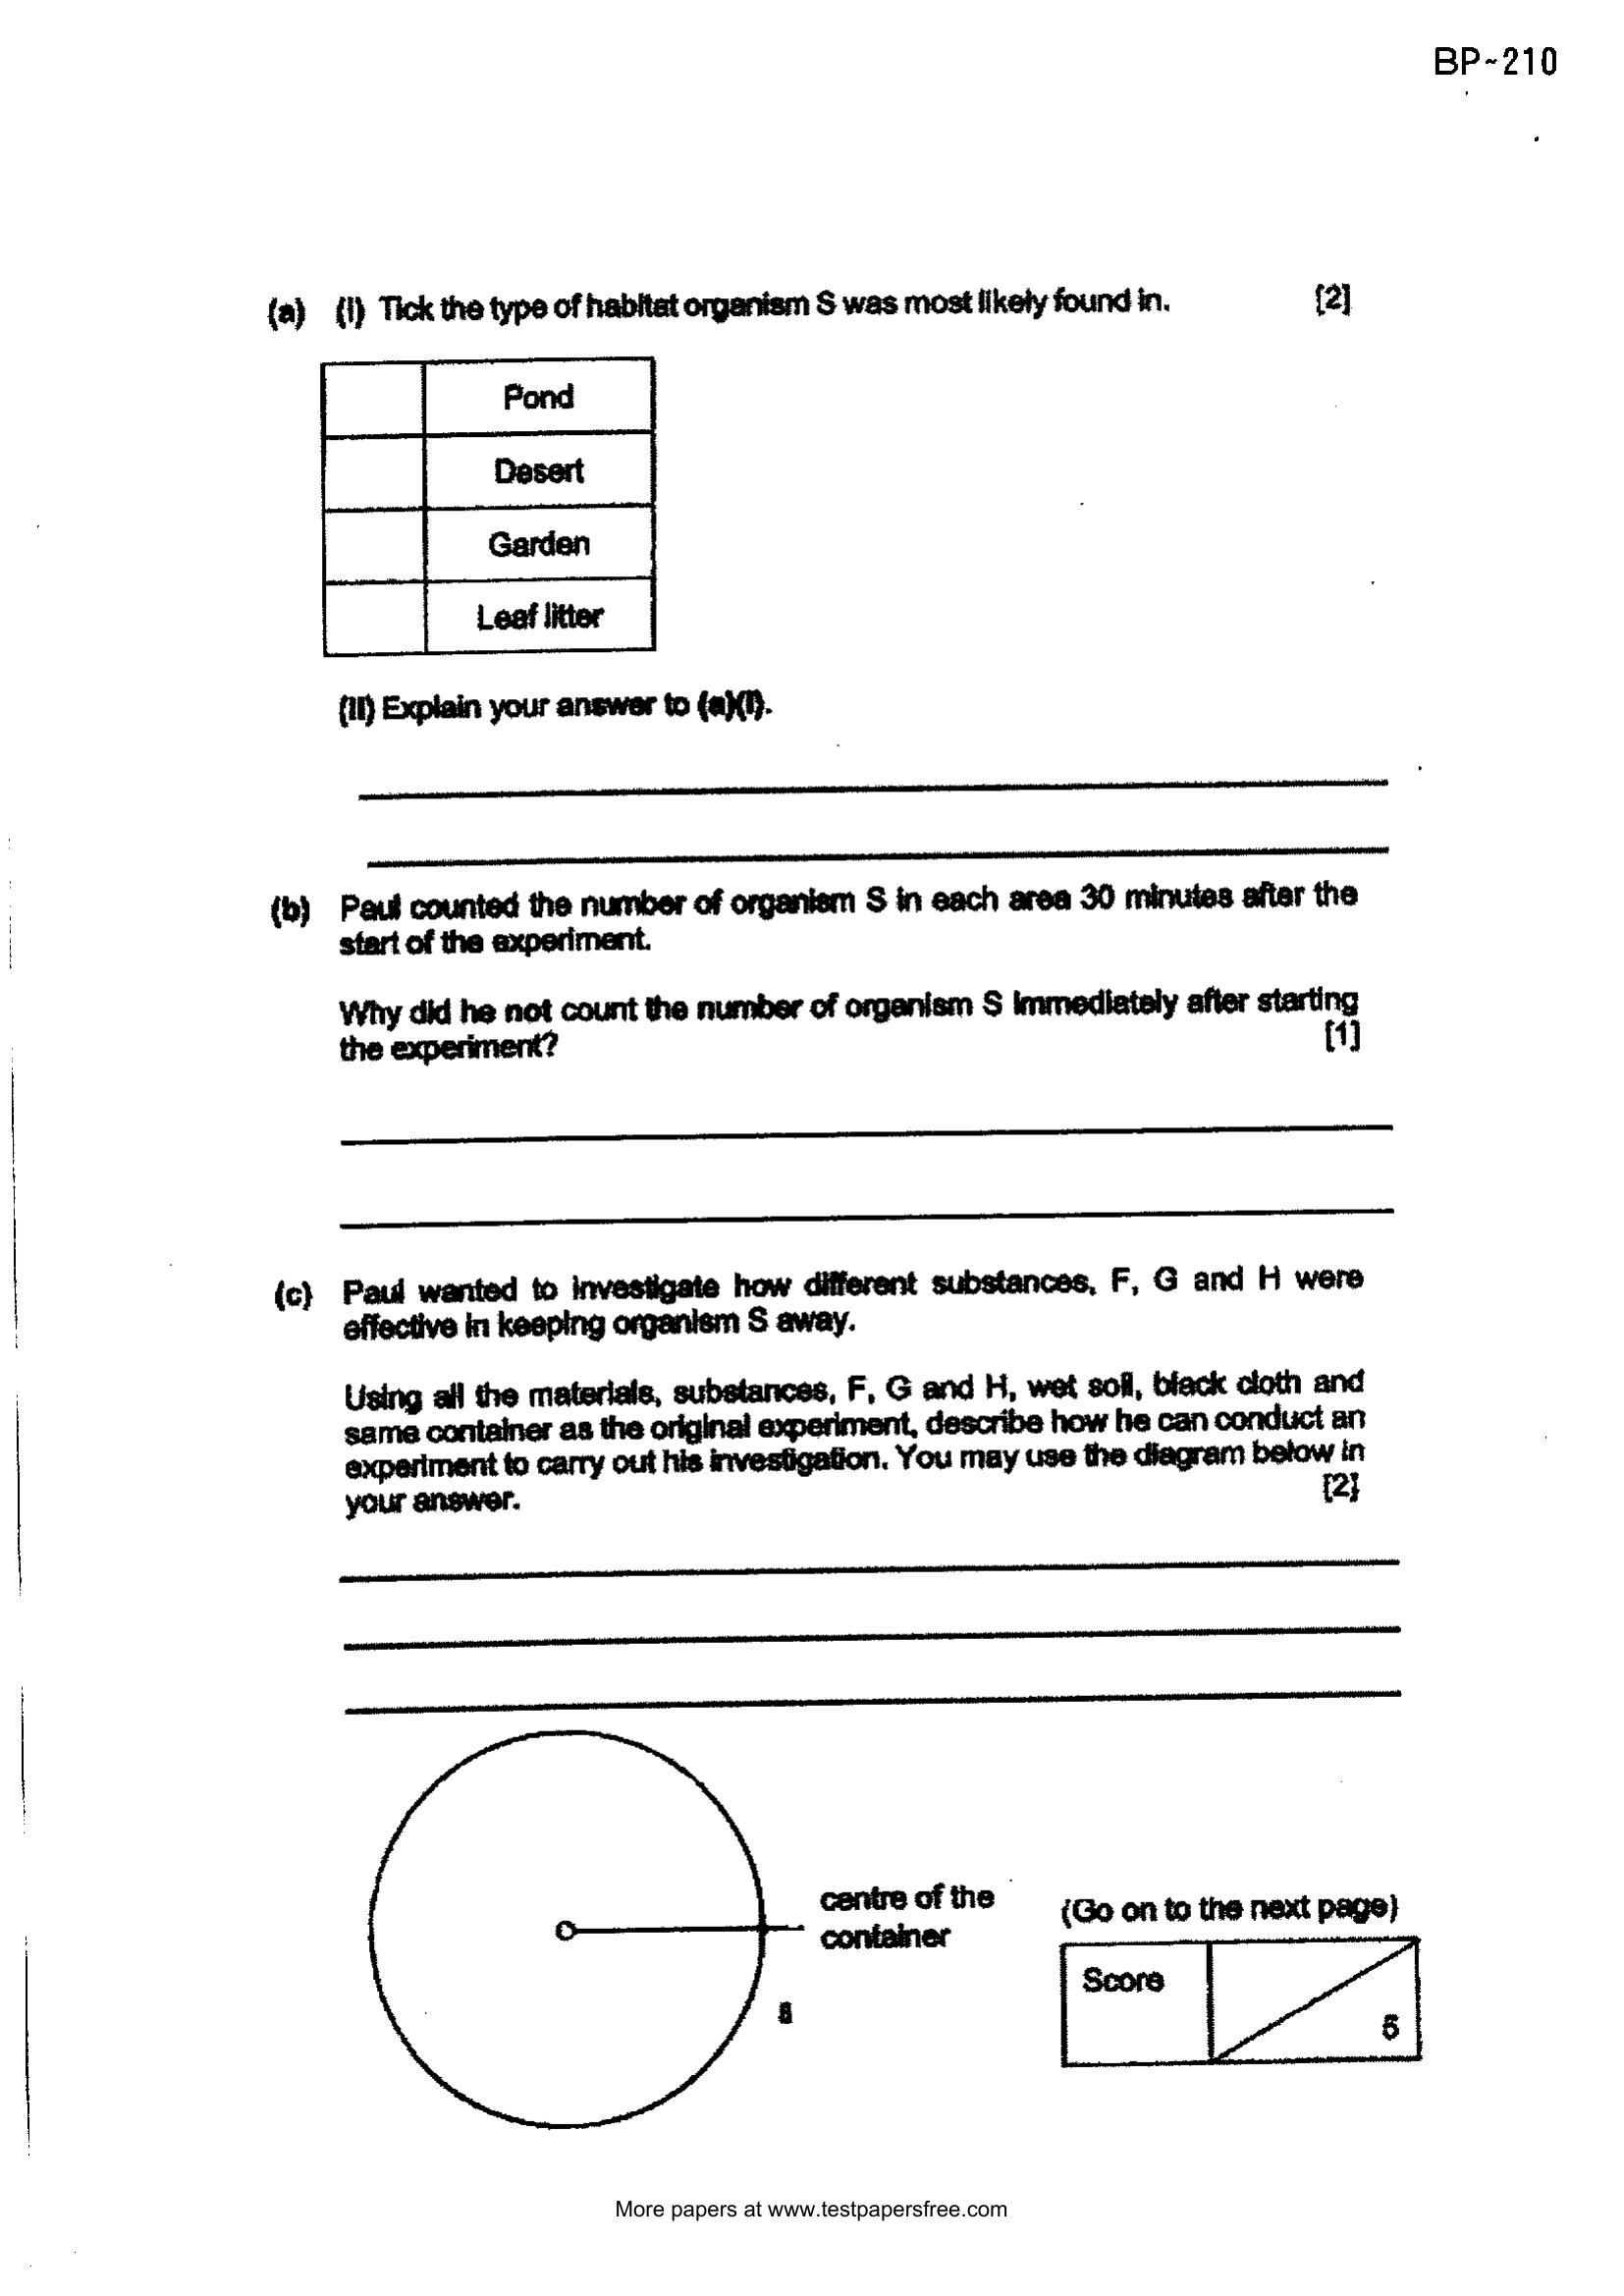 BP~210
(a) (i) Tick the type of habitat organism S was most likely found in. [2]
Pond
Desert
Garden
Leaf litter
(ii) Explain your answer to (a)(i).
(b) Paul counted the number of organism S in each area 30 minutes after the
start of the experiment.
Why did he not count the number of organism S immediately after starting
the experiment? [1]
(c) Paul wanted to investigate how different substances, F, G and H were
effective in keeping organism S away.
Using all the materials, substances, F, G and H, wet soil, black cloth and
same container as the original experiment, describe how he can conduct an
experiment to carry out his investigation. You may use the diagram below in
your answer. [2]
centre of the
container
(Go on to the next page)
Score
5
More papers at www.testpapersfree.com